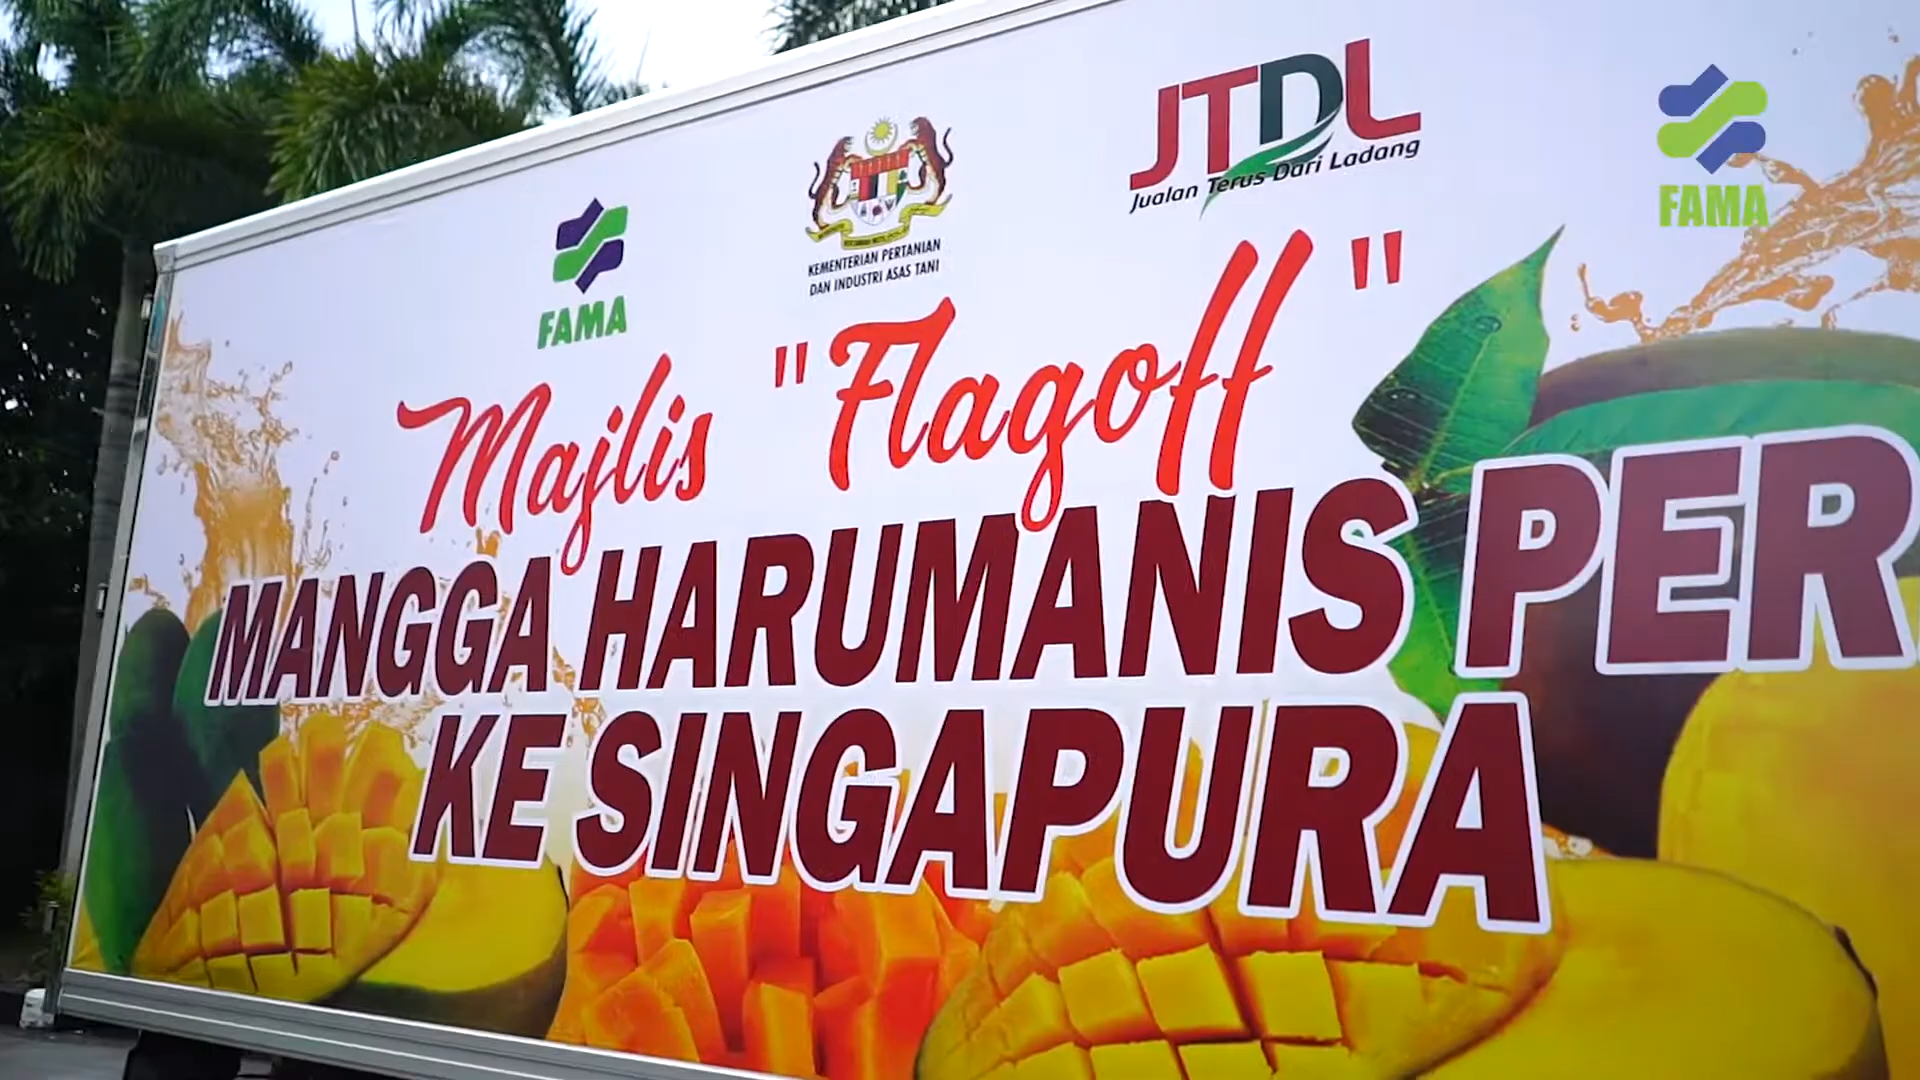 FAMA
KEMENTERIAN PERTANIAN
DAN INDUSTRI ASAS TANI
JTDL
Jualan Terus Dari Ladang
FAMA
Majlis "Flagoff"
MANGGA HARUMANIS PER
KE SINGAPURA